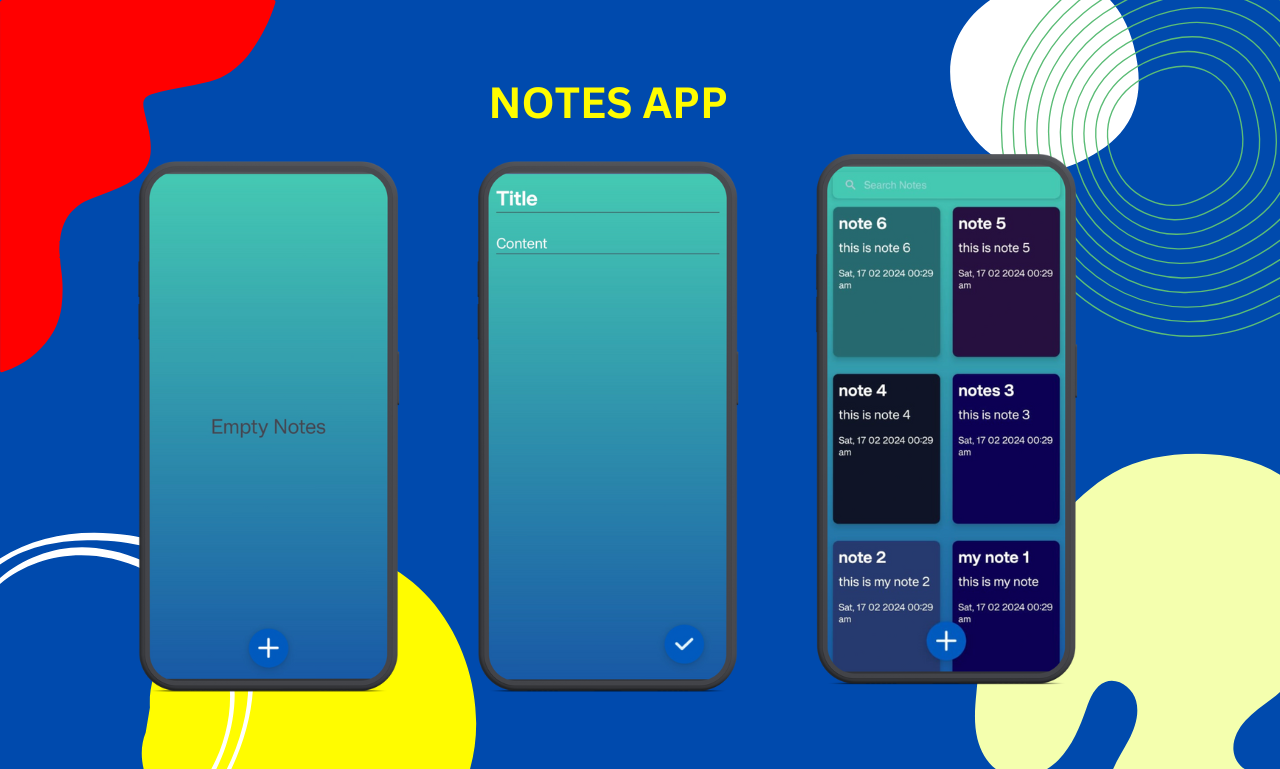 NOTES APP
Empty Notes
Title
Content
Search Notes
note 6
this is note 6
Sat, 17 02 2024 00:29
am
note 5
this is note 5
Sat, 17 02 2024 00:29
am
note 4
this is note 4
Sat, 17 02 2024 00:29
am
notes 3
this is note 3
Sat, 17 02 2024 00:29
am
note 2
this is my note 2
Sat, 17 02 2024 00:29
am
my note 1
this is my note
Sat, 17 02 2024 00:29
am